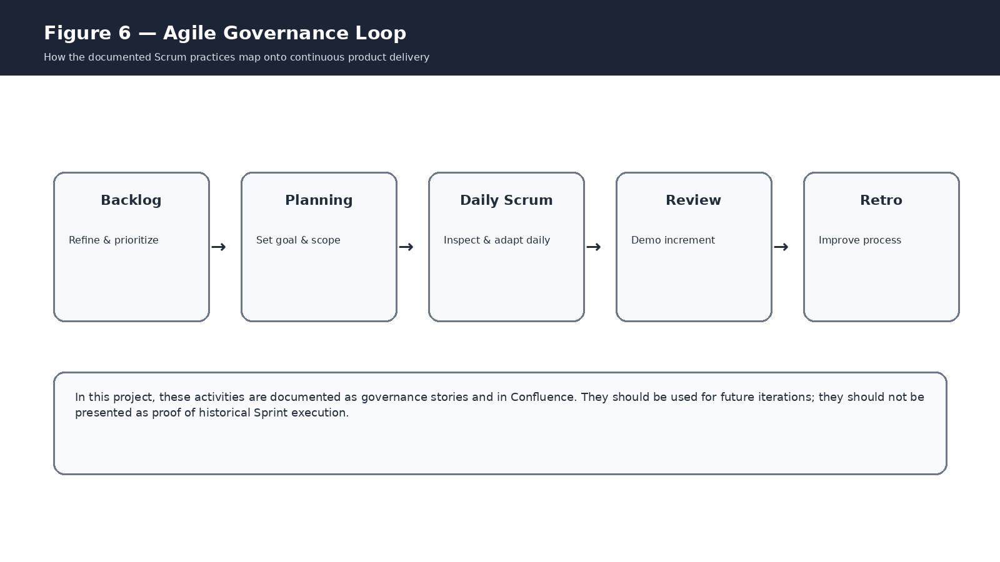 Figure 6 — Agile Governance Loop
How the documented Scrum practices map onto continuous product delivery
Backlog
Refine & prioritize
→
Planning
Set goal & scope
→
Daily Scrum
Inspect & adapt daily
→
Review
Demo increment
→
Retro
Improve process
In this project, these activities are documented as governance stories and in Confluence. They should be used for future iterations; they should not be
presented as proof of historical Sprint execution.